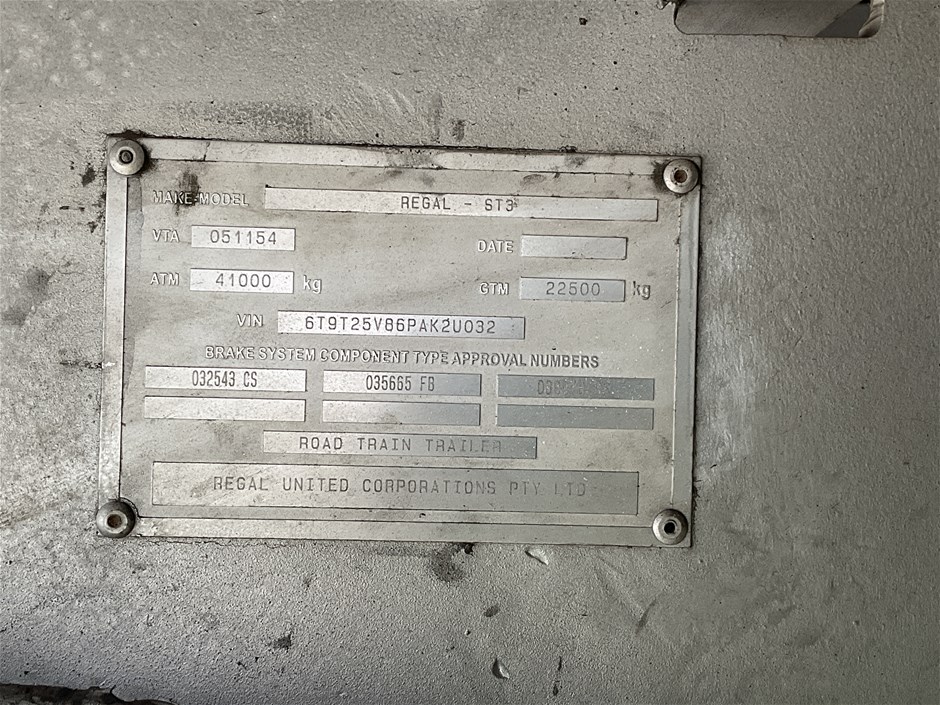 MAKE-MODEL REGAL - ST3
VTA 051154 DATE
ATM 41000 kg GTM 22500 kg
VIN 6T9T25V86PAK2U032
BRAKE SYSTEM COMPONENT TYPE APPROVAL NUMBERS
032543 CS 035665 FB
ROAD TRAIN TRAILER
REGAL UNITED CORPORATIONS PTY LTD